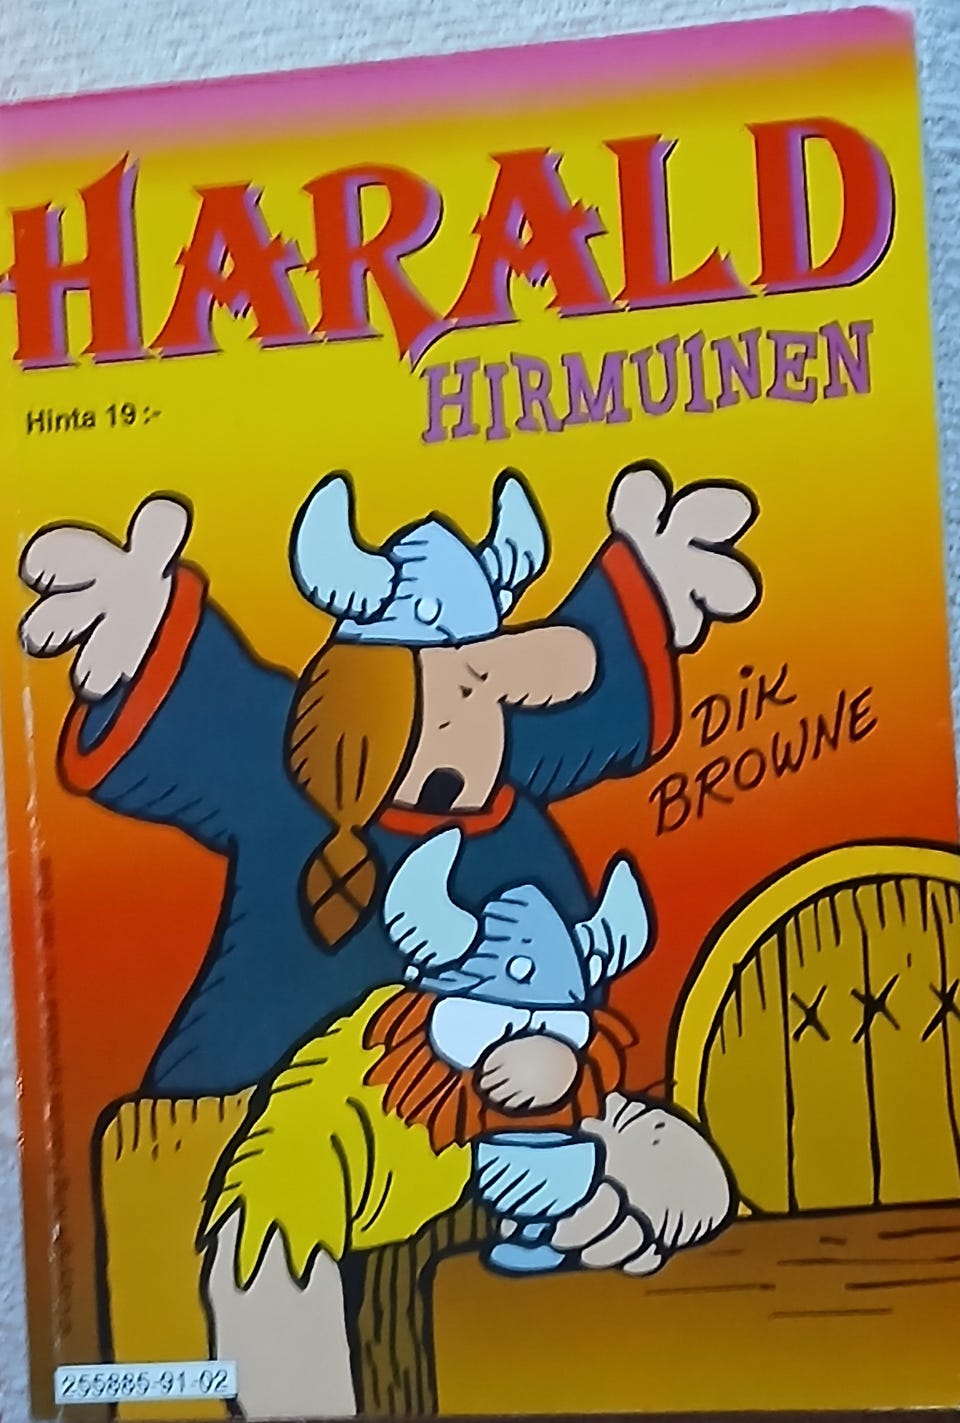 HARALD
HIRMUINEN
Hinta 19:-
DiK
BROWNE
255885-91-02